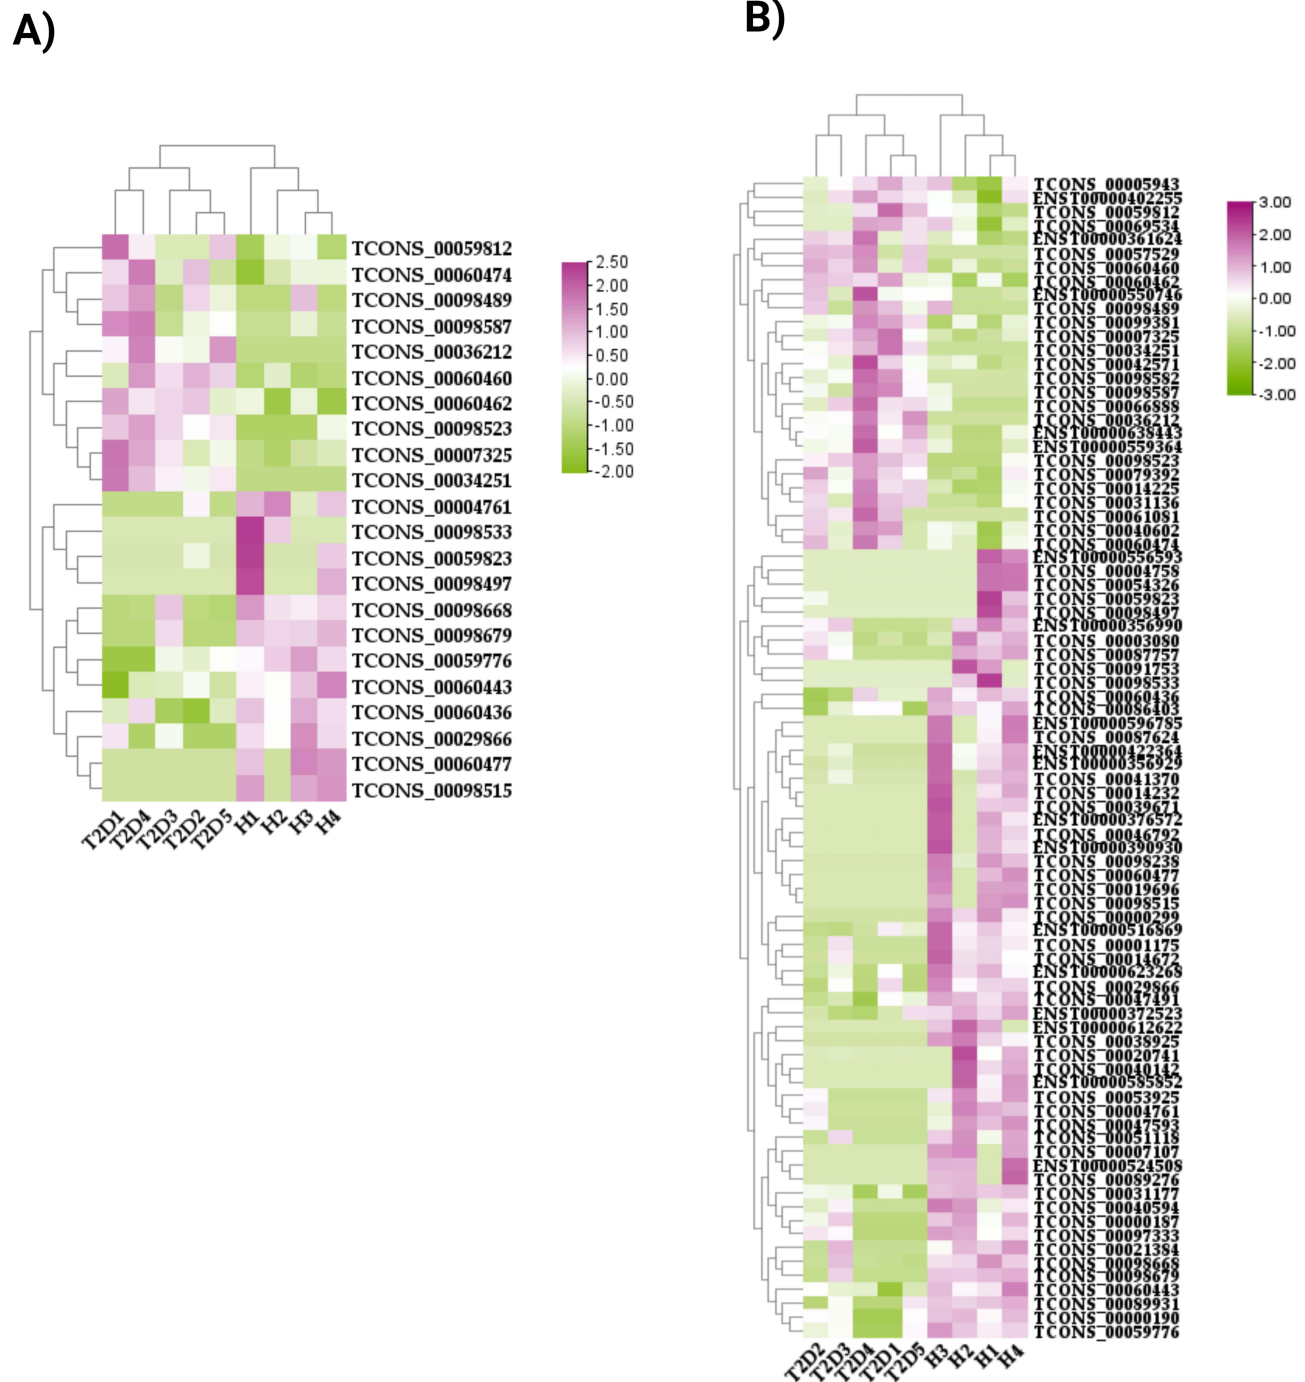 A)
TCONS_00059812
TCONS_00060474
TCONS_00098489
TCONS_00098587
TCONS_00036212
TCONS_00060460
TCONS_00060462
TCONS_00098523
TCONS_00007325
TCONS_00034251
TCONS_00004761
TCONS_00098533
TCONS_00059823
TCONS_00098497
TCONS_00098668
TCONS_00098679
TCONS_00059776
TCONS_00060443
TCONS_00060436
TCONS_00029866
TCONS_00060477
TCONS_00098515
T2D1 T2D4 T2D3 T2D2 T2D5 H1 H2 H3 H4
2.50
2.00
1.50
1.00
0.50
0.00
-0.50
-1.00
-1.50
-2.00
B)
TCONS_00005943
ENST00000402255
TCONS_00059812
TCONS_00069534
ENST00000361624
TCONS_00057529
TCONS_00060460
TCONS_00060462
ENST00000550746
TCONS_00098489
TCONS_00099381
TCONS_00007325
TCONS_00034251
TCONS_00042571
TCONS_00098582
TCONS_00098587
TCONS_00066888
TCONS_00036212
ENST00000638443
ENST00000559364
TCONS_00098523
TCONS_00079392
TCONS_00014225
TCONS_00031136
TCONS_00061081
TCONS_00040602
TCONS_00060474
ENST00000556593
TCONS_00004758
TCONS_00054326
TCONS_00059823
TCONS_00098497
ENST00000356990
TCONS_00003080
TCONS_00087757
TCONS_00091753
TCONS_00098533
TCONS_00060436
TCONS_00086403
ENST00000596785
TCONS_00087624
ENST00000422364
ENST00000356929
TCONS_00041370
TCONS_00014232
TCONS_00039671
ENST00000376572
TCONS_00046792
ENST00000390930
TCONS_00098238
TCONS_00060477
TCONS_00019696
TCONS_00098515
TCONS_00000299
ENST00000516869
TCONS_00001175
TCONS_00014672
ENST00000623268
TCONS_00029866
TCONS_00047491
ENST00000372523
ENST00000612622
TCONS_00038925
TCONS_00020741
TCONS_00040142
ENST00000585852
TCONS_00053925
TCONS_00004761
TCONS_00047593
TCONS_00051118
TCONS_00007107
ENST00000524508
TCONS_00089276
TCONS_00031177
TCONS_00040594
TCONS_00000187
TCONS_00097333
TCONS_00021384
TCONS_00098668
TCONS_00098679
TCONS_00060443
TCONS_00089931
TCONS_00000190
TCONS_00059776
T2D2 T2D3 T2D4 T2D1 T2D5 H3 H2 H1 H4
3.00
2.00
1.00
0.00
-1.00
-2.00
-3.00